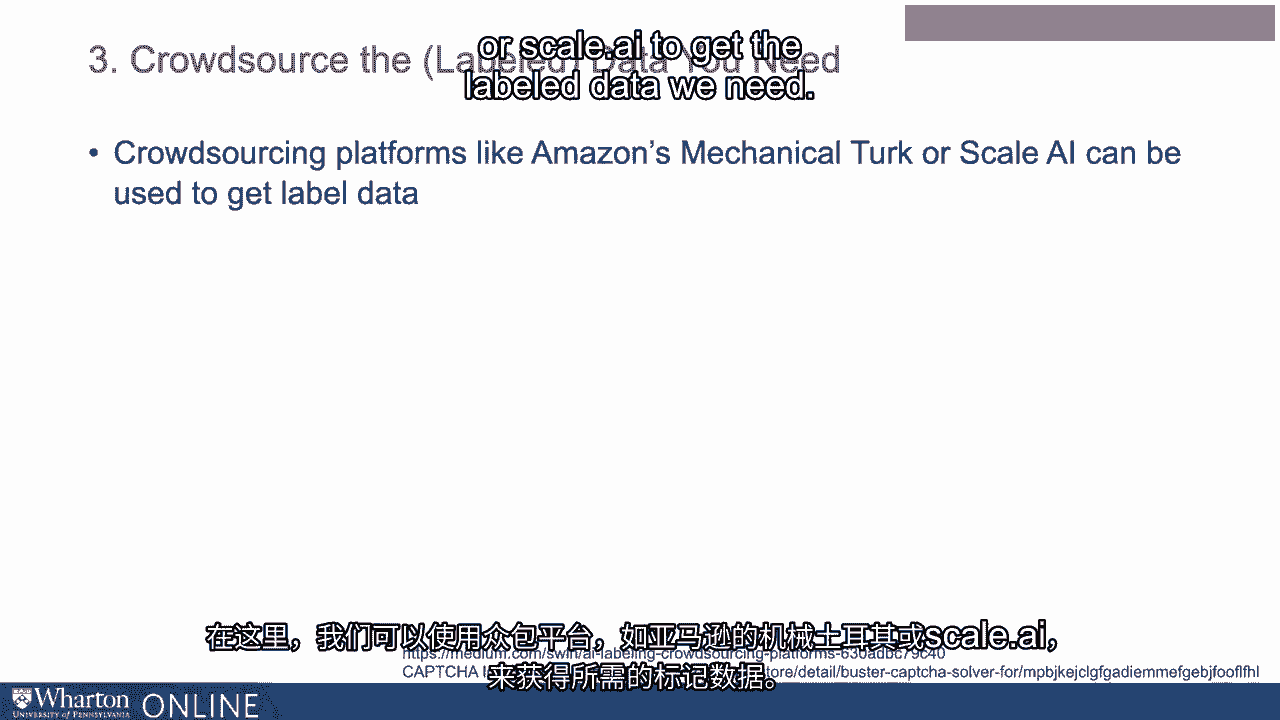 3. Crowdsource the (Labeled) Data You Need
or scale.ai to get the
labeled data we need.
• Crowdsourcing platforms like Amazon's Mechanical Turk or Scale AI can be
used to get label data
在这里，我们可以使用众包平台，如亚马逊的机械土耳其或scale.ai，
来获得所需的标记数据。
https://medium.com/swlh/ai-labeling-crowdsourcing-platforms-630adbc79c40
CAPTCHA store/detail/buster-captcha-solver-for/mpbjkejclgfgadiemmefgebjfooflfhl
Wharton
UNIVERSITY of PENNSYLVANIA
ONLINE